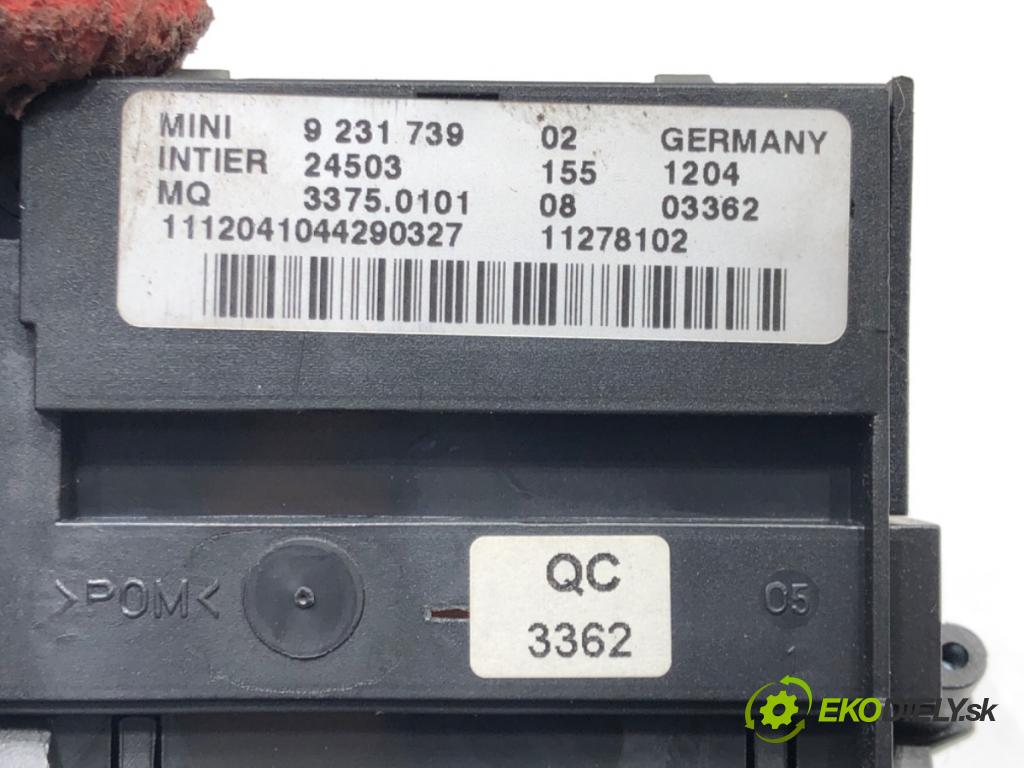 MINI 9 231 739 02 GERMANY
INTIER 24503 155 1204
MQ 3375.0101 08 03362
1112041044290327 11278102
QC
3362
>POM<
05
EKODIELY.sk